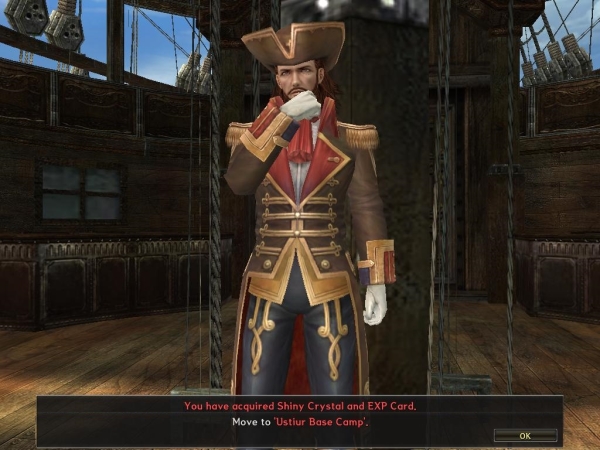 You have acquired Shiny Crystal and EXP Card.
Move to 'Ustiur Base Camp'.
OK